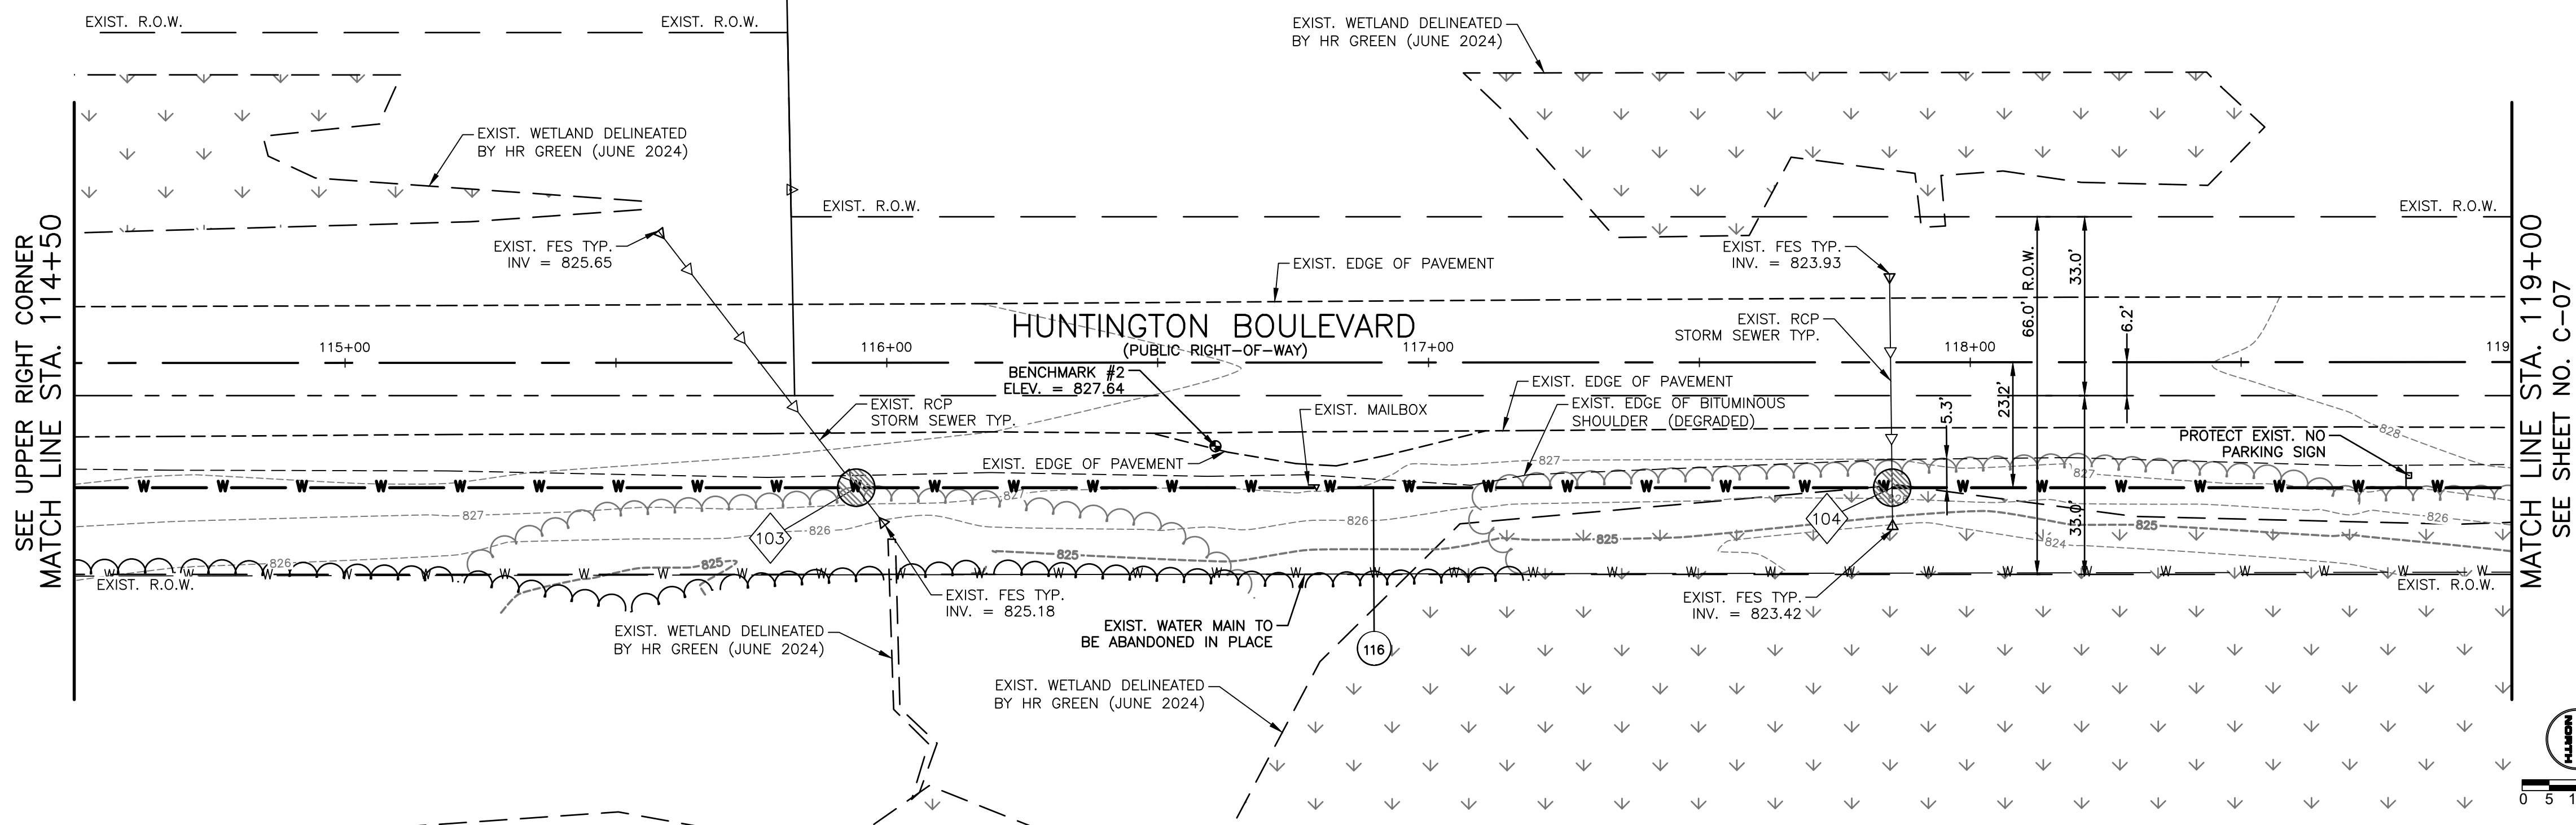 EXIST. R.O.W.
EXIST. R.O.W.
EXIST. WETLAND DELINEATED
BY HR GREEN (JUNE 2024)
EXIST. WETLAND DELINEATED
BY HR GREEN (JUNE 2024)
EXIST. R.O.W.
EXIST. R.O.W.
SEE UPPER RIGHT CORNER
MATCH LINE STA. 114+50
EXIST. FES TYP.
INV = 825.65
EXIST. FES TYP.
INV. = 823.93
EXIST. EDGE OF PAVEMENT
66.0' R.O.W.
33.0'
MATCH LINE STA. 119+00
SEE SHEET NO. C-07
HUNTINGTON BOULEVARD
(PUBLIC RIGHT-OF-WAY)
EXIST. RCP
STORM SEWER TYP.
6.2'
115+00
116+00
117+00
118+00
119
BENCHMARK #2
ELEV. = 827.64
EXIST. EDGE OF PAVEMENT
EXIST. RCP
STORM SEWER TYP.
EXIST. MAILBOX
EXIST. EDGE OF BITUMINOUS
SHOULDER (DEGRADED)
5.3'
23.2'
828
PROTECT EXIST. NO
PARKING SIGN
EXIST. EDGE OF PAVEMENT
827
827
W W W W W W W W W W W W W W W W W W W W W W W W W W W W W W
827
827
826
826
826
103
104
33.0'
825
825
825
825
824
826
W W W W W W W W W W W W W W W W W W W W W W W W W W W W W W W
EXIST. R.O.W.
EXIST. R.O.W.
EXIST. FES TYP.
INV. = 825.18
EXIST. FES TYP.
INV. = 823.42
EXIST. WETLAND DELINEATED
BY HR GREEN (JUNE 2024)
EXIST. WATER MAIN TO
BE ABANDONED IN PLACE
116
EXIST. WETLAND DELINEATED
BY HR GREEN (JUNE 2024)
NORTH
0 5